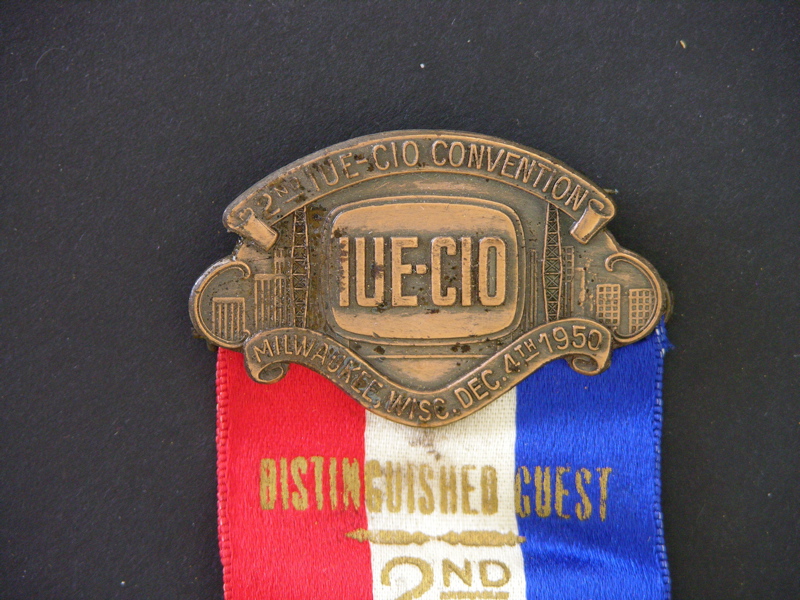 2ND IUE-CIO CONVENTION
IUE-CIO
MILWAUKEE, WISC. DEC. 4TH 1950
DISTINGUISHED GUEST
2ND